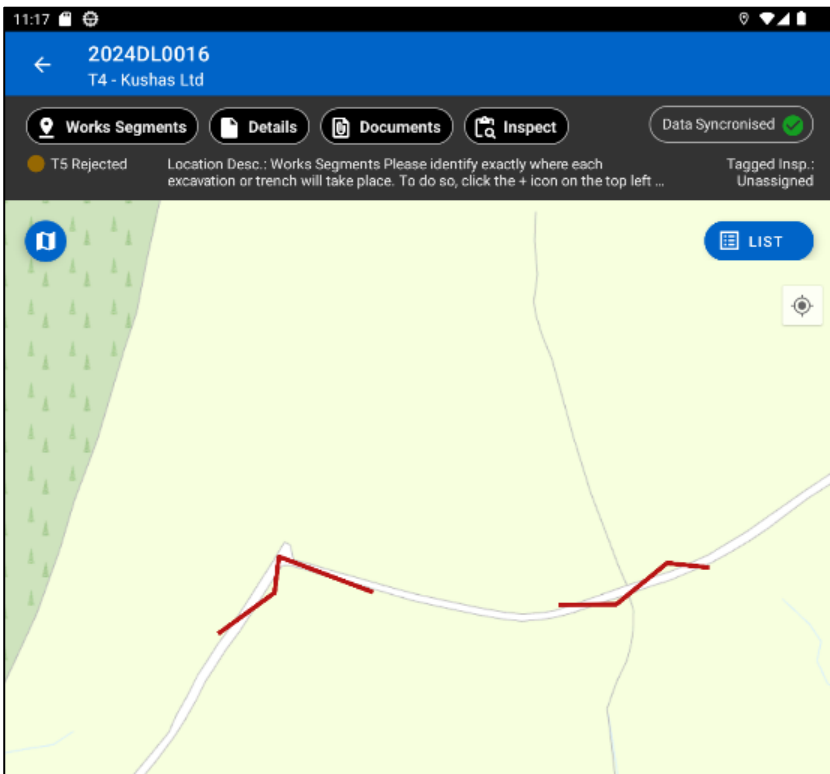 11:17
2024DL0016
T4 - Kushas Ltd
Works Segments
Details
Documents
Inspect
Data Syncronised
T5 Rejected
Location Desc.: Works Segments Please identify exactly where each
excavation or trench will take place. To do so, click the + icon on the top left ...
Tagged Insp.:
Unassigned
LIST